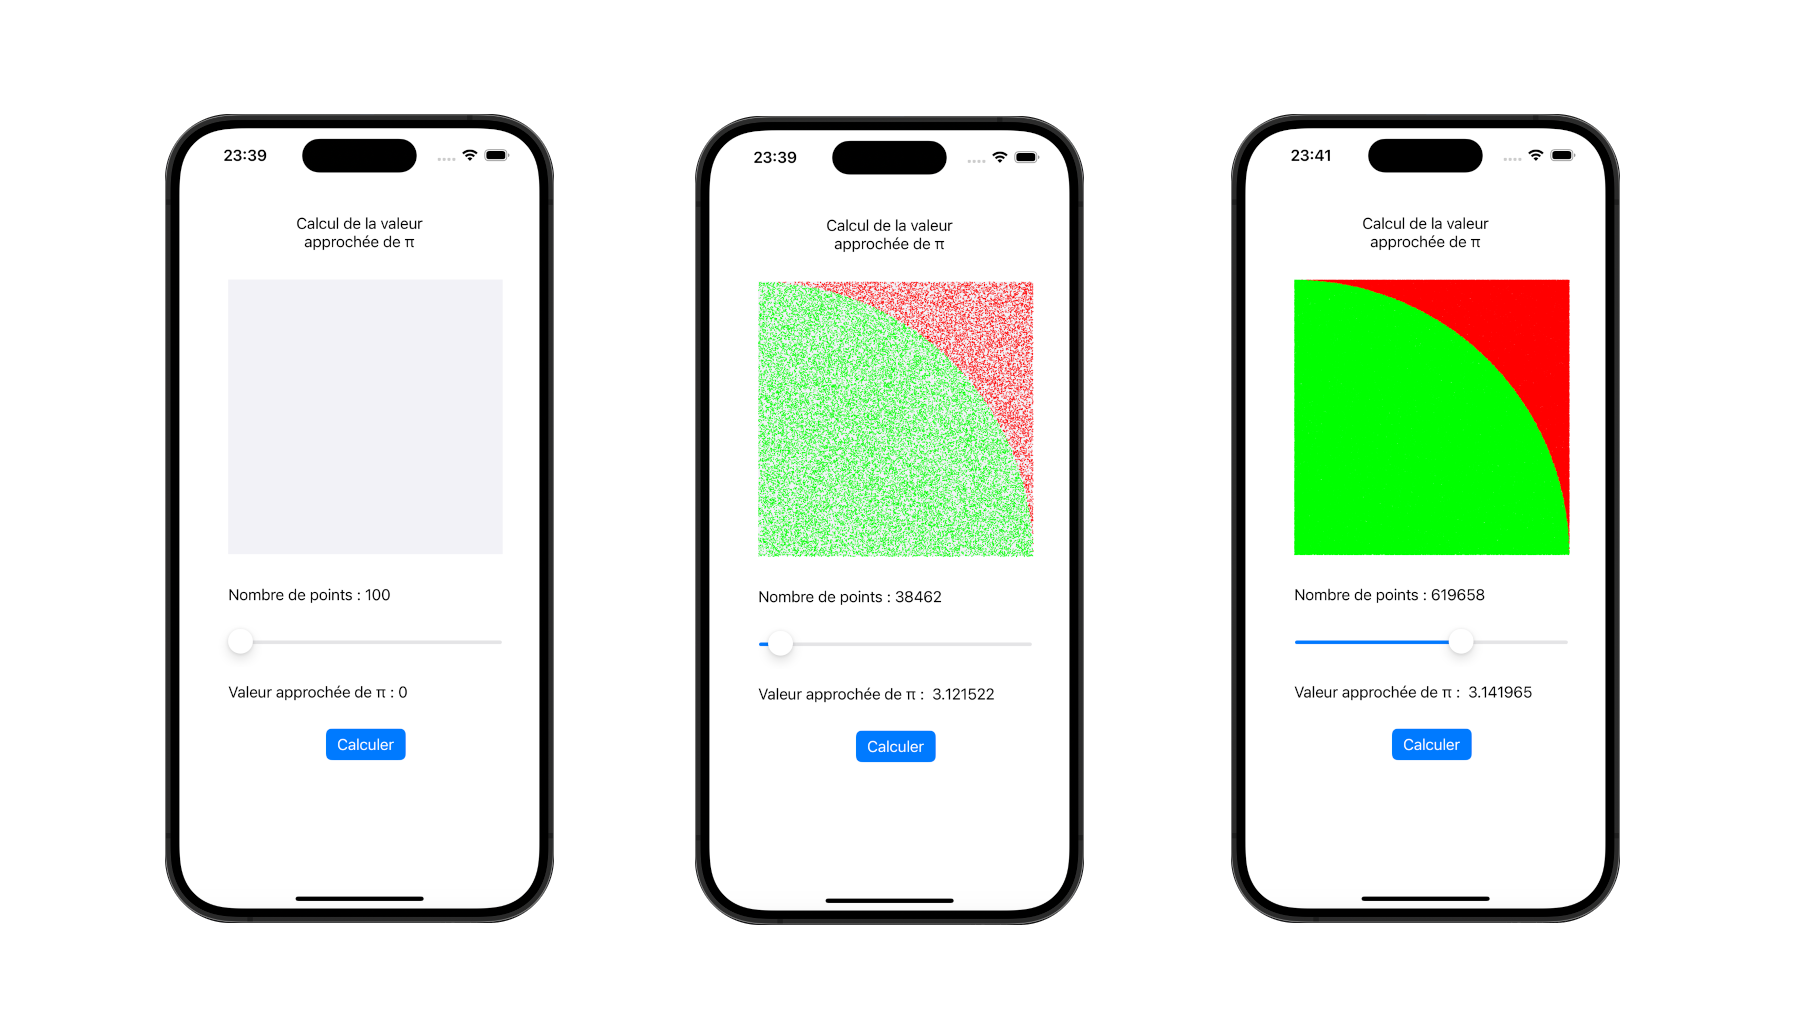 23:39
Calcul de la valeur
approchée de π
Nombre de points : 100
Valeur approchée de π : 0
Calculer
23:39
Calcul de la valeur
approchée de π
Nombre de points : 38462
Valeur approchée de π :  3.121522
Calculer
23:41
Calcul de la valeur
approchée de π
Nombre de points : 619658
Valeur approchée de π :  3.141965
Calculer